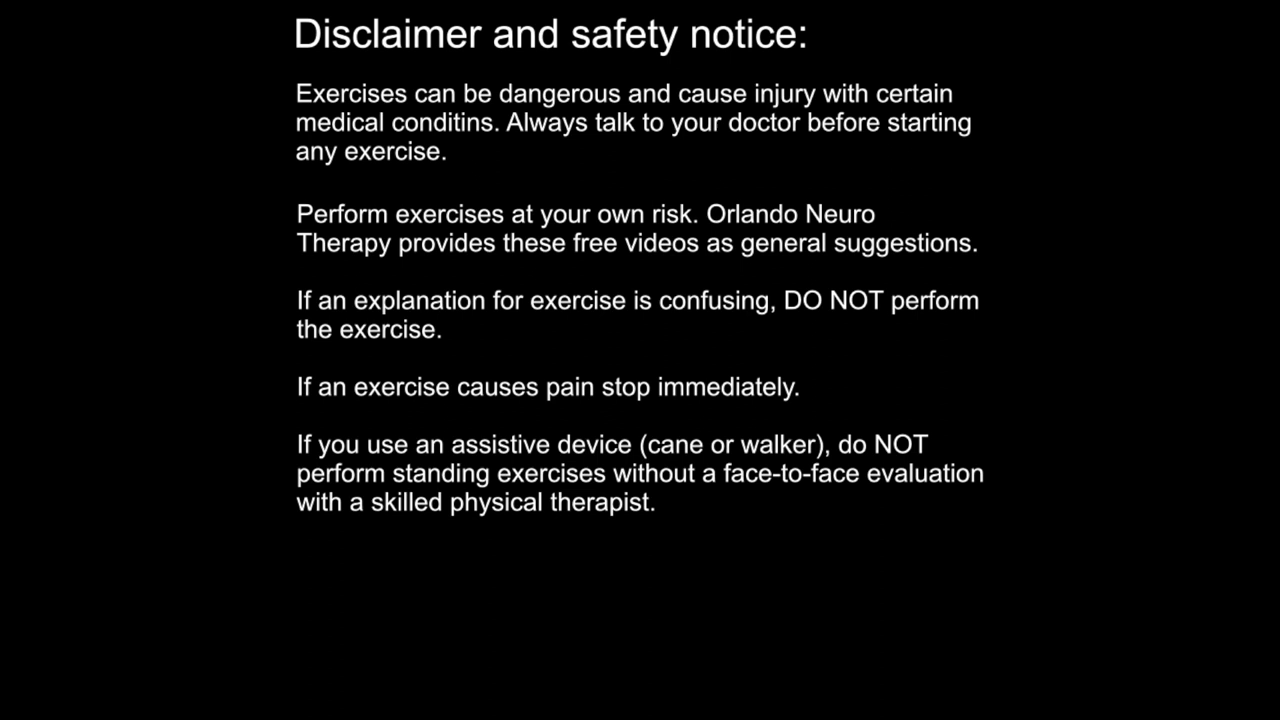 Disclaimer and safety notice:
Exercises can be dangerous and cause injury with certain
medical conditins. Always talk to your doctor before starting
any exercise.
Perform exercises at your own risk. Orlando Neuro
Therapy provides these free videos as general suggestions.
If an explanation for exercise is confusing, DO NOT perform
the exercise.
If an exercise causes pain stop immediately.
If you use an assistive device (cane or walker), do NOT
perform standing exercises without a face-to-face evaluation
with a skilled physical therapist.